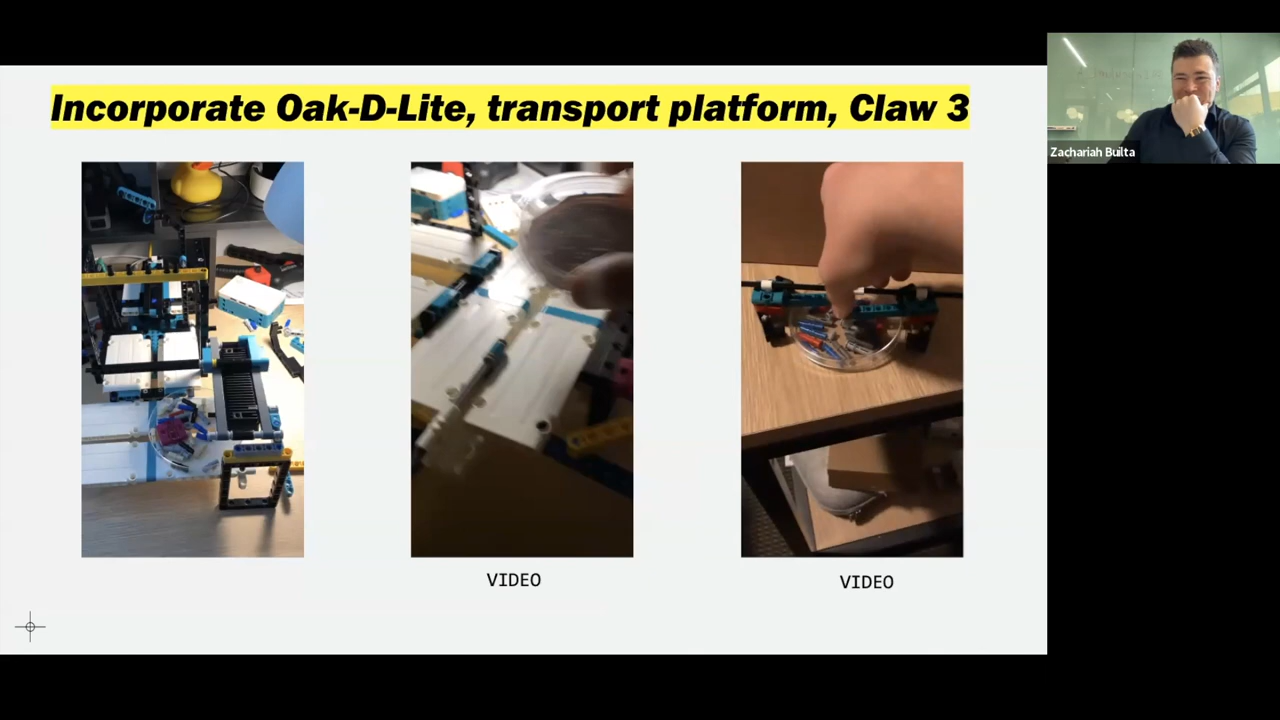 Incorporate Oak-D-Lite, transport platform, Claw 3
Zachariah Builta
VIDEO
VIDEO